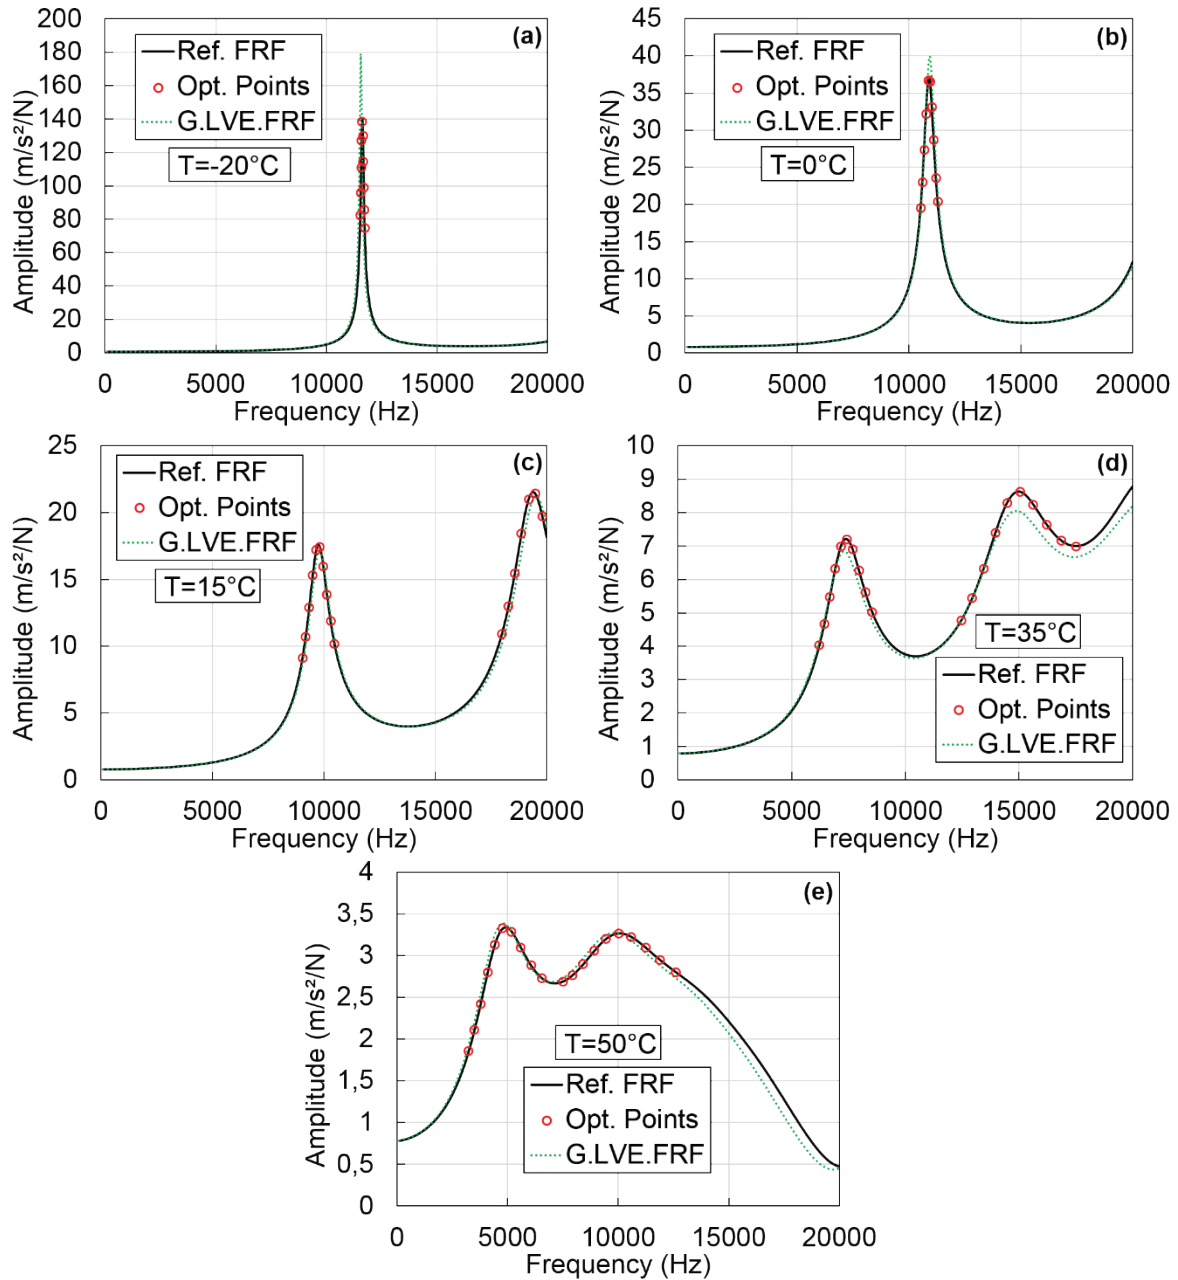 (a)
200
180
160
140
120
100
80
60
40
20
0
Amplitude (m/s²/N)
Ref. FRF
Opt. Points
G.LVE.FRF
T=-20°C
0 5000 10000 15000 20000
Frequency (Hz)
(b)
45
40
35
30
25
20
15
10
5
0
Amplitude (m/s²/N)
Ref. FRF
Opt. Points
G.LVE.FRF
T=0°C
0 5000 10000 15000 20000
Frequency (Hz)
(c)
25
20
15
10
5
0
Amplitude (m/s²/N)
Ref. FRF
Opt. Points
G.LVE.FRF
T=15°C
0 5000 10000 15000 20000
Frequency (Hz)
(d)
10
9
8
7
6
5
4
3
2
1
0
Amplitude (m/s²/N)
T=35°C
Ref. FRF
Opt. Points
G.LVE.FRF
0 5000 10000 15000 20000
Frequency (Hz)
(e)
4
3,5
3
2,5
2
1,5
1
0,5
0
Amplitude (m/s²/N)
T=50°C
Ref. FRF
Opt. Points
G.LVE.FRF
0 5000 10000 15000 20000
Frequency (Hz)